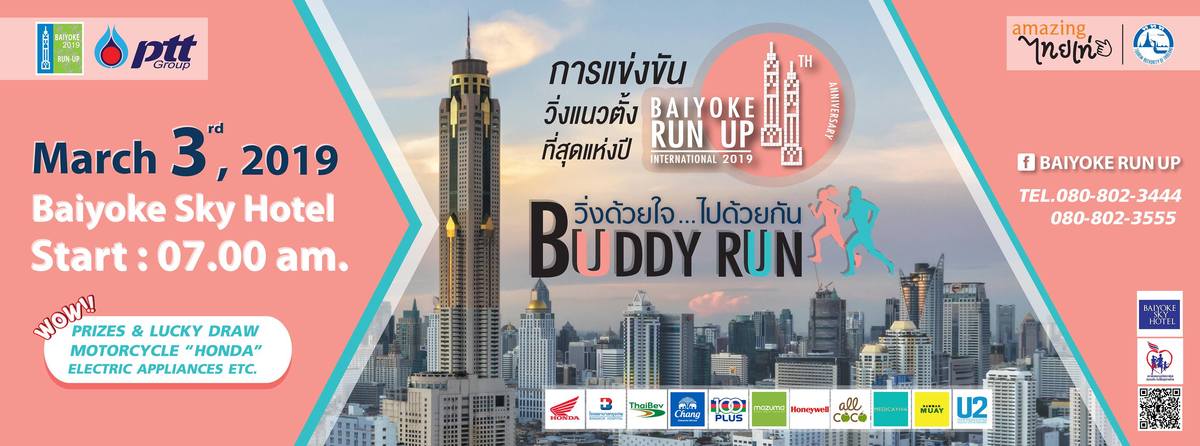 BAIYOKE
2019
RUN-UP
ptt
Group
March 3rd, 2019
Baiyoke Sky Hotel
Start : 07.00 am.
WOW!!
PRIZES & LUCKY DRAW
MOTORCYCLE “HONDA”
ELECTRIC APPLIANCES ETC.
การแข่งขัน
วิ่งแนวตั้ง
ที่สุดแห่งปี
BAIYOKE
RUN UP
INTERNATIONAL 2019
11TH
ANNIVERSARY
วิ่งด้วยใจ...ไปด้วยกัน
BUDDY RUN
HONDA
ThaiBev
Chang
100
PLUS
mazuma
Honeywell
all
COCO
MUAY
U2
amazing
ไทยเท่
f BAIYOKE RUN UP
TEL.080-802-3444
080-802-3555
BAIYOKE
SKY
HOTEL